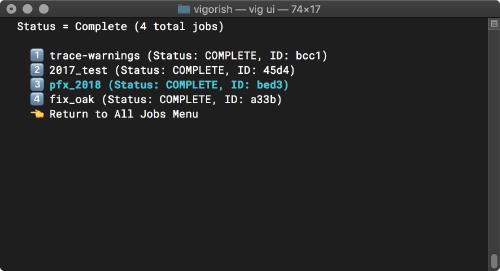 vigorish — vig ui — 74×17
Status = Complete (4 total jobs)
1 trace-warnings (Status: COMPLETE, ID: bcc1)
2 2017_test (Status: COMPLETE, ID: 45d4)
3 pfx_2018 (Status: COMPLETE, ID: bed3)
4 fix_oak (Status: COMPLETE, ID: a33b)
Return to All Jobs Menu